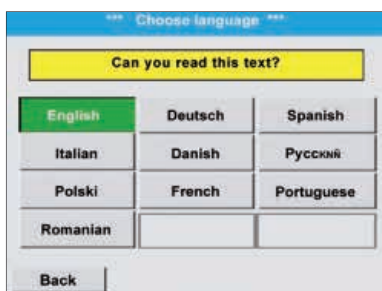 *** Choose language ***
Can you read this text?
English Deutsch Spanish
Italian Danish Русский
Polski French Portuguese
Romanian
Back